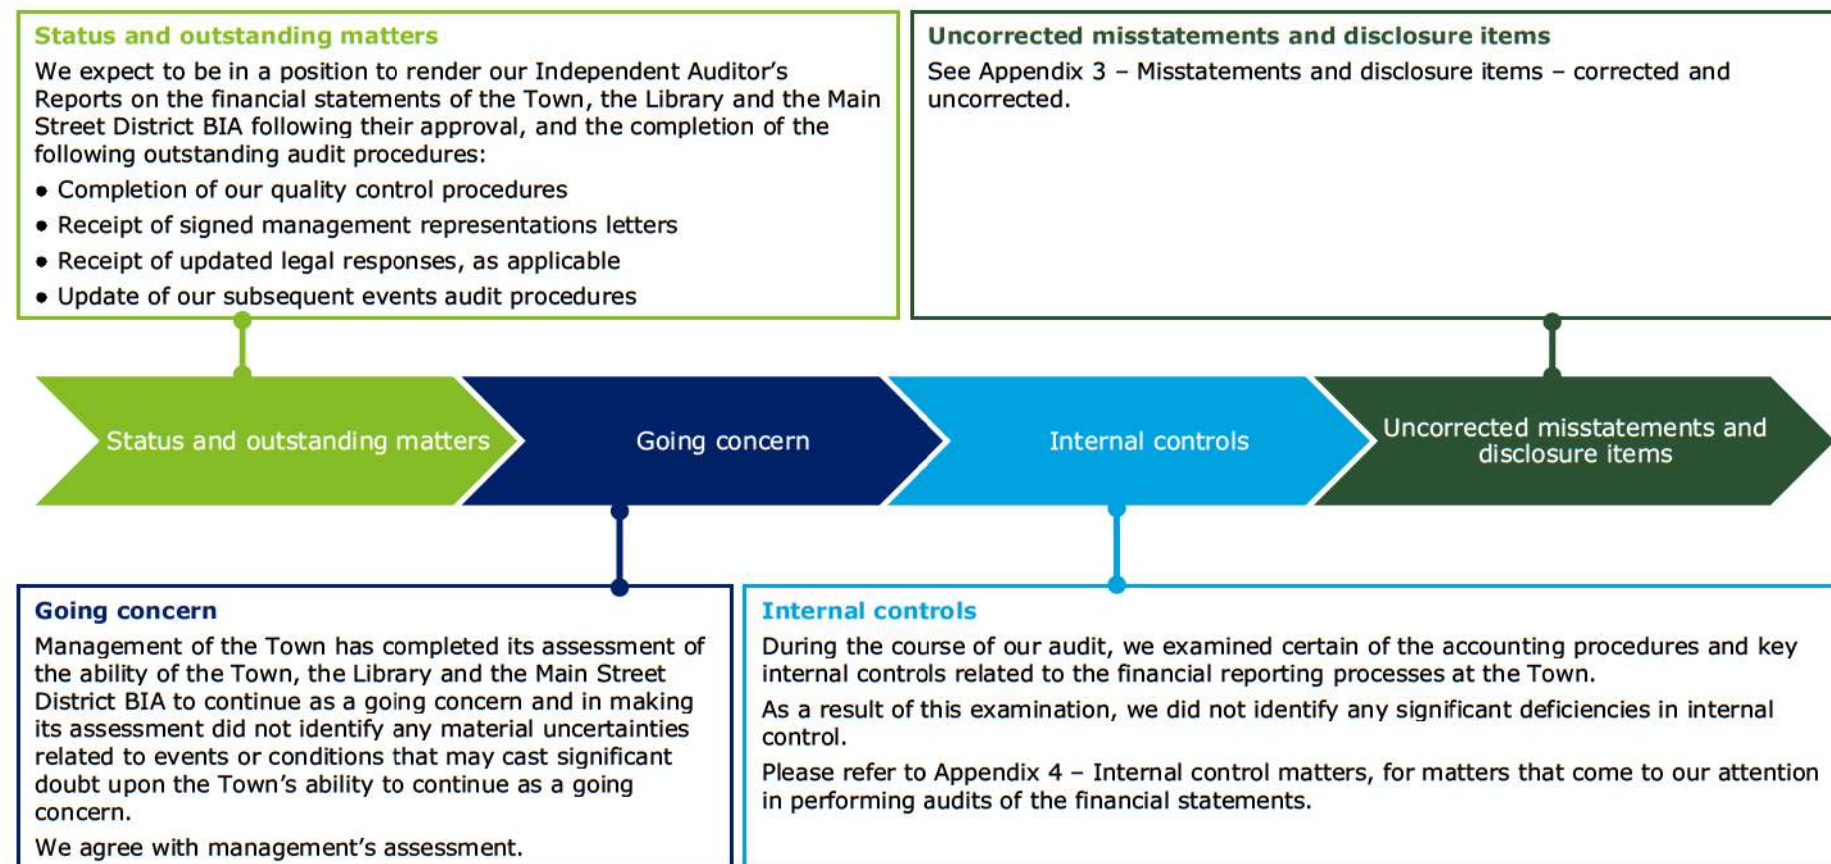 Status and outstanding matters
We expect to be in a position to render our Independent Auditor's
Reports on the financial statements of the Town, the Library and the Main
Street District BIA following their approval, and the completion of the
following outstanding audit procedures:
• Completion of our quality control procedures
• Receipt of signed management representations letters
• Receipt of updated legal responses, as applicable
• Update of our subsequent events audit procedures
Uncorrected misstatements and disclosure items
See Appendix 3 – Misstatements and disclosure items – corrected and
uncorrected.
Status and outstanding matters
Going concern
Internal controls
Uncorrected misstatements and
disclosure items
Going concern
Management of the Town has completed its assessment of
the ability of the Town, the Library and the Main Street
District BIA to continue as a going concern and in making
its assessment did not identify any material uncertainties
related to events or conditions that may cast significant
doubt upon the Town's ability to continue as a going
concern.
We agree with management's assessment.
Internal controls
During the course of our audit, we examined certain of the accounting procedures and key
internal controls related to the financial reporting processes at the Town.
As a result of this examination, we did not identify any significant deficiencies in internal
control.
Please refer to Appendix 4 – Internal control matters, for matters that come to our attention
in performing audits of the financial statements.